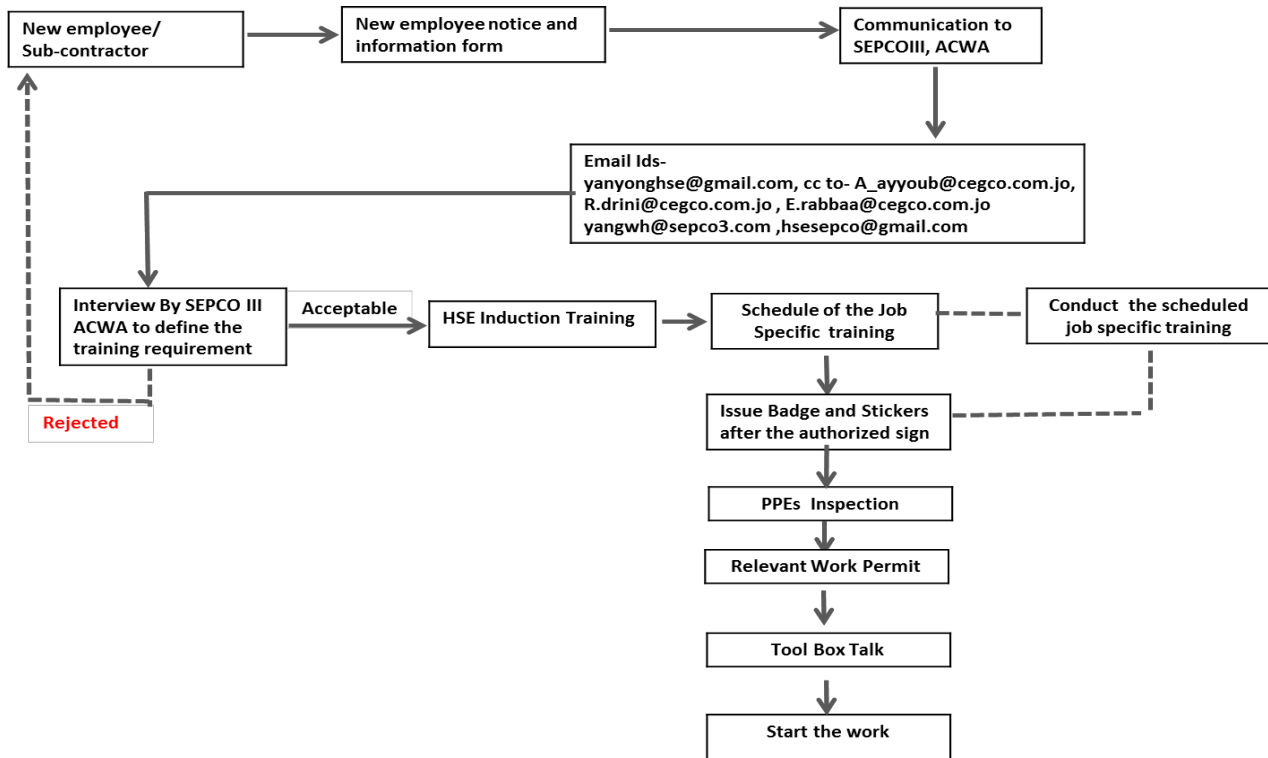 New employee/
Sub-contractor
New employee notice and
information form
Communication to
SEPCOIII, ACWA
Email Ids-
yanyonghse@gmail.com, cc to- A_ayyoub@cegco.com.jo,
R.drini@cegco.com.jo , E.rabbaa@cegco.com.jo
yangwh@sepco3.com ,hsesepco@gmail.com
Interview By SEPCO III
ACWA to define the
training requirement
Acceptable
HSE Induction Training
Schedule of the Job
Specific training
Conduct the scheduled
job specific training
Rejected
Issue Badge and Stickers
after the authorized sign
PPEs Inspection
Relevant Work Permit
Tool Box Talk
Start the work